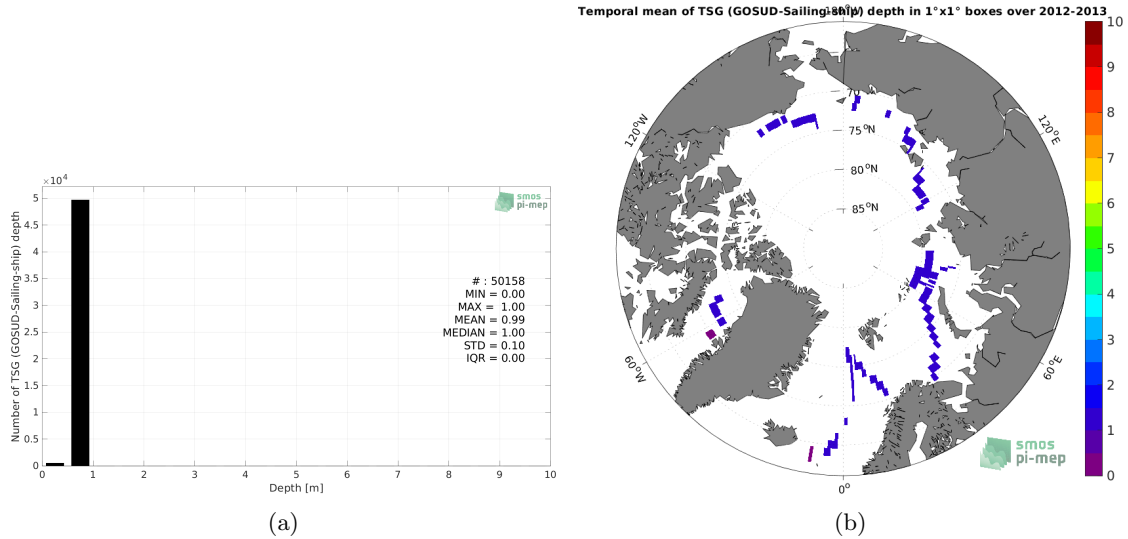 Temporal mean of TSG (GOSUD-Sailing-ship) depth in 1°x1° boxes over 2012-2013
×10⁴
Number of TSG (GOSUD-Sailing-ship) depth
5
4.5
4
3.5
3
2.5
2
1.5
1
0.5
0
0 1 2 3 4 5 6 7 8 9 10
Depth [m]
smos
pi-mep
# : 50158
MIN = 0.00
MAX = 1.00
MEAN = 0.99
MEDIAN = 1.00
STD = 0.10
IQR = 0.00
(a)
180°W
120°W
120°E
75°N
80°N
85°N
60°W
60°E
0°
smos
pi-mep
10
9
8
7
6
5
4
3
2
1
0
(b)